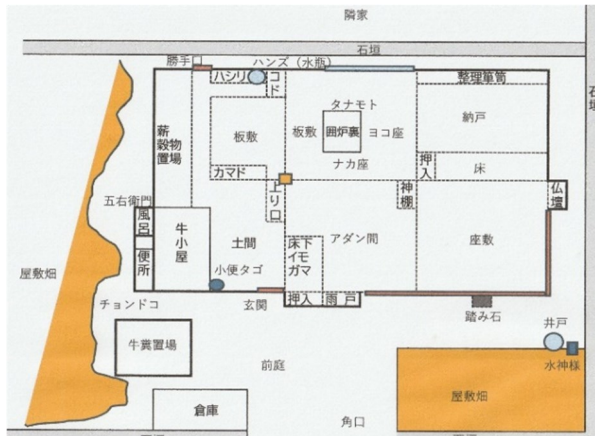 隣家
石垣
勝手口
ハンズ（水瓶）
ハシリ
コド
整理箪笥
石垣
薪穀物置場
板敷
板敷
タナモト
囲炉裏
ヨコ座
ナカ座
納戸
カマド
上り口
押入
床
神棚
仏壇
五右衛門
風呂
便所
牛小屋
土間
小便タゴ
床下イモガマ
アダン間
座敷
屋敷畑
チョンドコ
玄関
押入
雨戸
踏み石
井戸
水神様
牛糞置場
前庭
屋敷畑
倉庫
角口